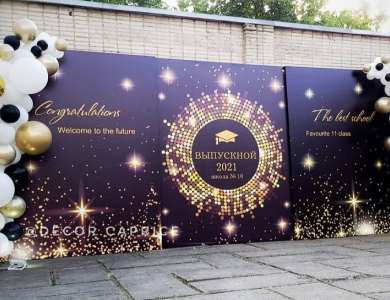 Congratulations
Welcome to the future
ВЫПУСКНОЙ
2021
школа № 10
The best school
Favourite 11-class
@DECOR_CAPRICE